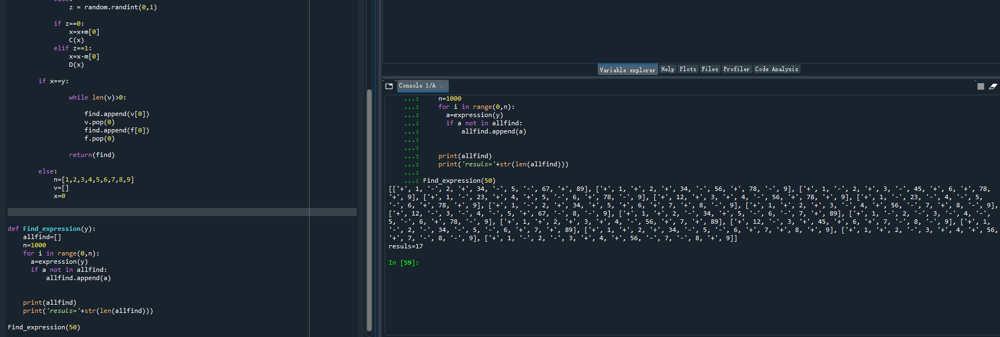 else:
z = random.randint(0,1)
if z==0:
x=x+m[0]
C(x)
elif z==1:
x=x-m[0]
D(x)
if x==y:
while len(v)>0:
find.append(v[0])
v.pop(0)
find.append(f[0])
f.pop(0)
return(find)
else:
n=[1,2,3,4,5,6,7,8,9]
v=[]
x=0
def Find_expression(y):
allfind=[]
n=1000
for i in range(0,n):
a=expression(y)
if a not in allfind:
allfind.append(a)
print(allfind)
print('resuls='+str(len(allfind)))
Find_expression(50)
Variable explorer Help Plots Files Profiler Code Analysis
Console 1/A
...: n=1000
...: for i in range(0,n):
...: a=expression(y)
...: if a not in allfind:
...: allfind.append(a)
...:
...:
...: print(allfind)
...: print('resuls='+str(len(allfind)))
...:
...: Find_expression(50)
[['+', 1, '-', 2, '+', 34, '-', 5, '-', 67, '+', 89], ['+', 1, '+', 2, '+', 34, '-', 56, '+', 78, '-', 9], ['+', 1, '-', 2, '+', 3, '-', 45, '+', 6, '+', 78,
'+', 9], ['+', 1, '-', 23, '+', 4, '+', 5, '-', 6, '+', 78, '-', 9], ['+', 12, '+', 3, '+', 4, '-', 56, '+', 78, '+', 9], ['+', 1, '-', 23, '-', 4, '-', 5,
'-', 6, '+', 78, '+', 9], ['+', 1, '-', 2, '+', 34, '+', 5, '+', 6, '+', 7, '+', 8, '-', 9], ['+', 1, '+', 2, '+', 3, '-', 4, '+', 56, '-', 7, '+', 8, '-', 9],
['+', 12, '-', 3, '-', 4, '-', 5, '+', 67, '-', 8, '-', 9], ['+', 1, '+', 2, '-', 34, '+', 5, '-', 6, '-', 7, '+', 89], ['+', 1, '-', 2, '-', 3, '-', 4, '-',
5, '-', 6, '+', 78, '-', 9], ['+', 1, '+', 2, '+', 3, '+', 4, '-', 56, '+', 7, '+', 89], ['+', 12, '-', 3, '+', 45, '+', 6, '+', 7, '-', 8, '-', 9], ['+', 1,
'-', 2, '-', 34, '-', 5, '-', 6, '+', 7, '+', 89], ['+', 1, '+', 2, '+', 34, '-', 5, '-', 6, '+', 7, '+', 8, '+', 9], ['+', 1, '+', 2, '-', 3, '+', 4, '+', 56,
'+', 7, '-', 8, '-', 9], ['+', 1, '-', 2, '-', 3, '+', 4, '+', 56, '-', 7, '-', 8, '+', 9]]
resuls=17
In [59]: